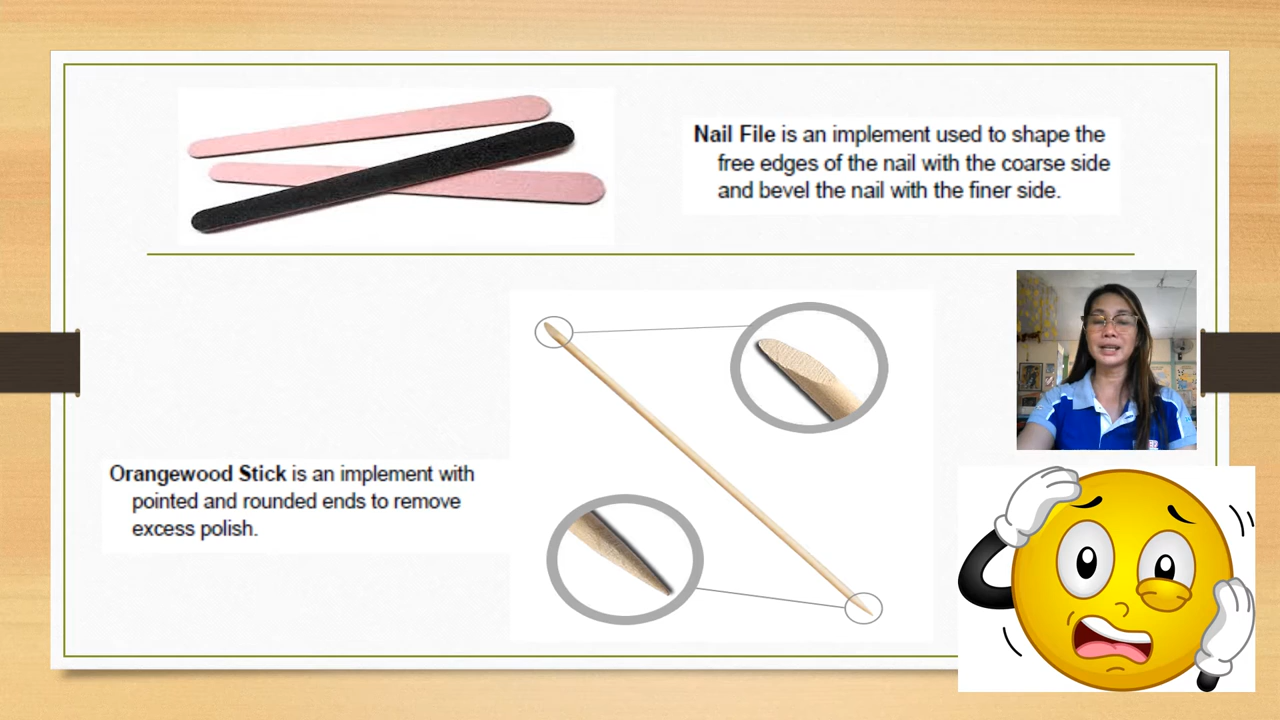 Nail File is an implement used to shape the
free edges of the nail with the coarse side
and bevel the nail with the finer side.
Orangewood Stick is an implement with
pointed and rounded ends to remove
excess polish.